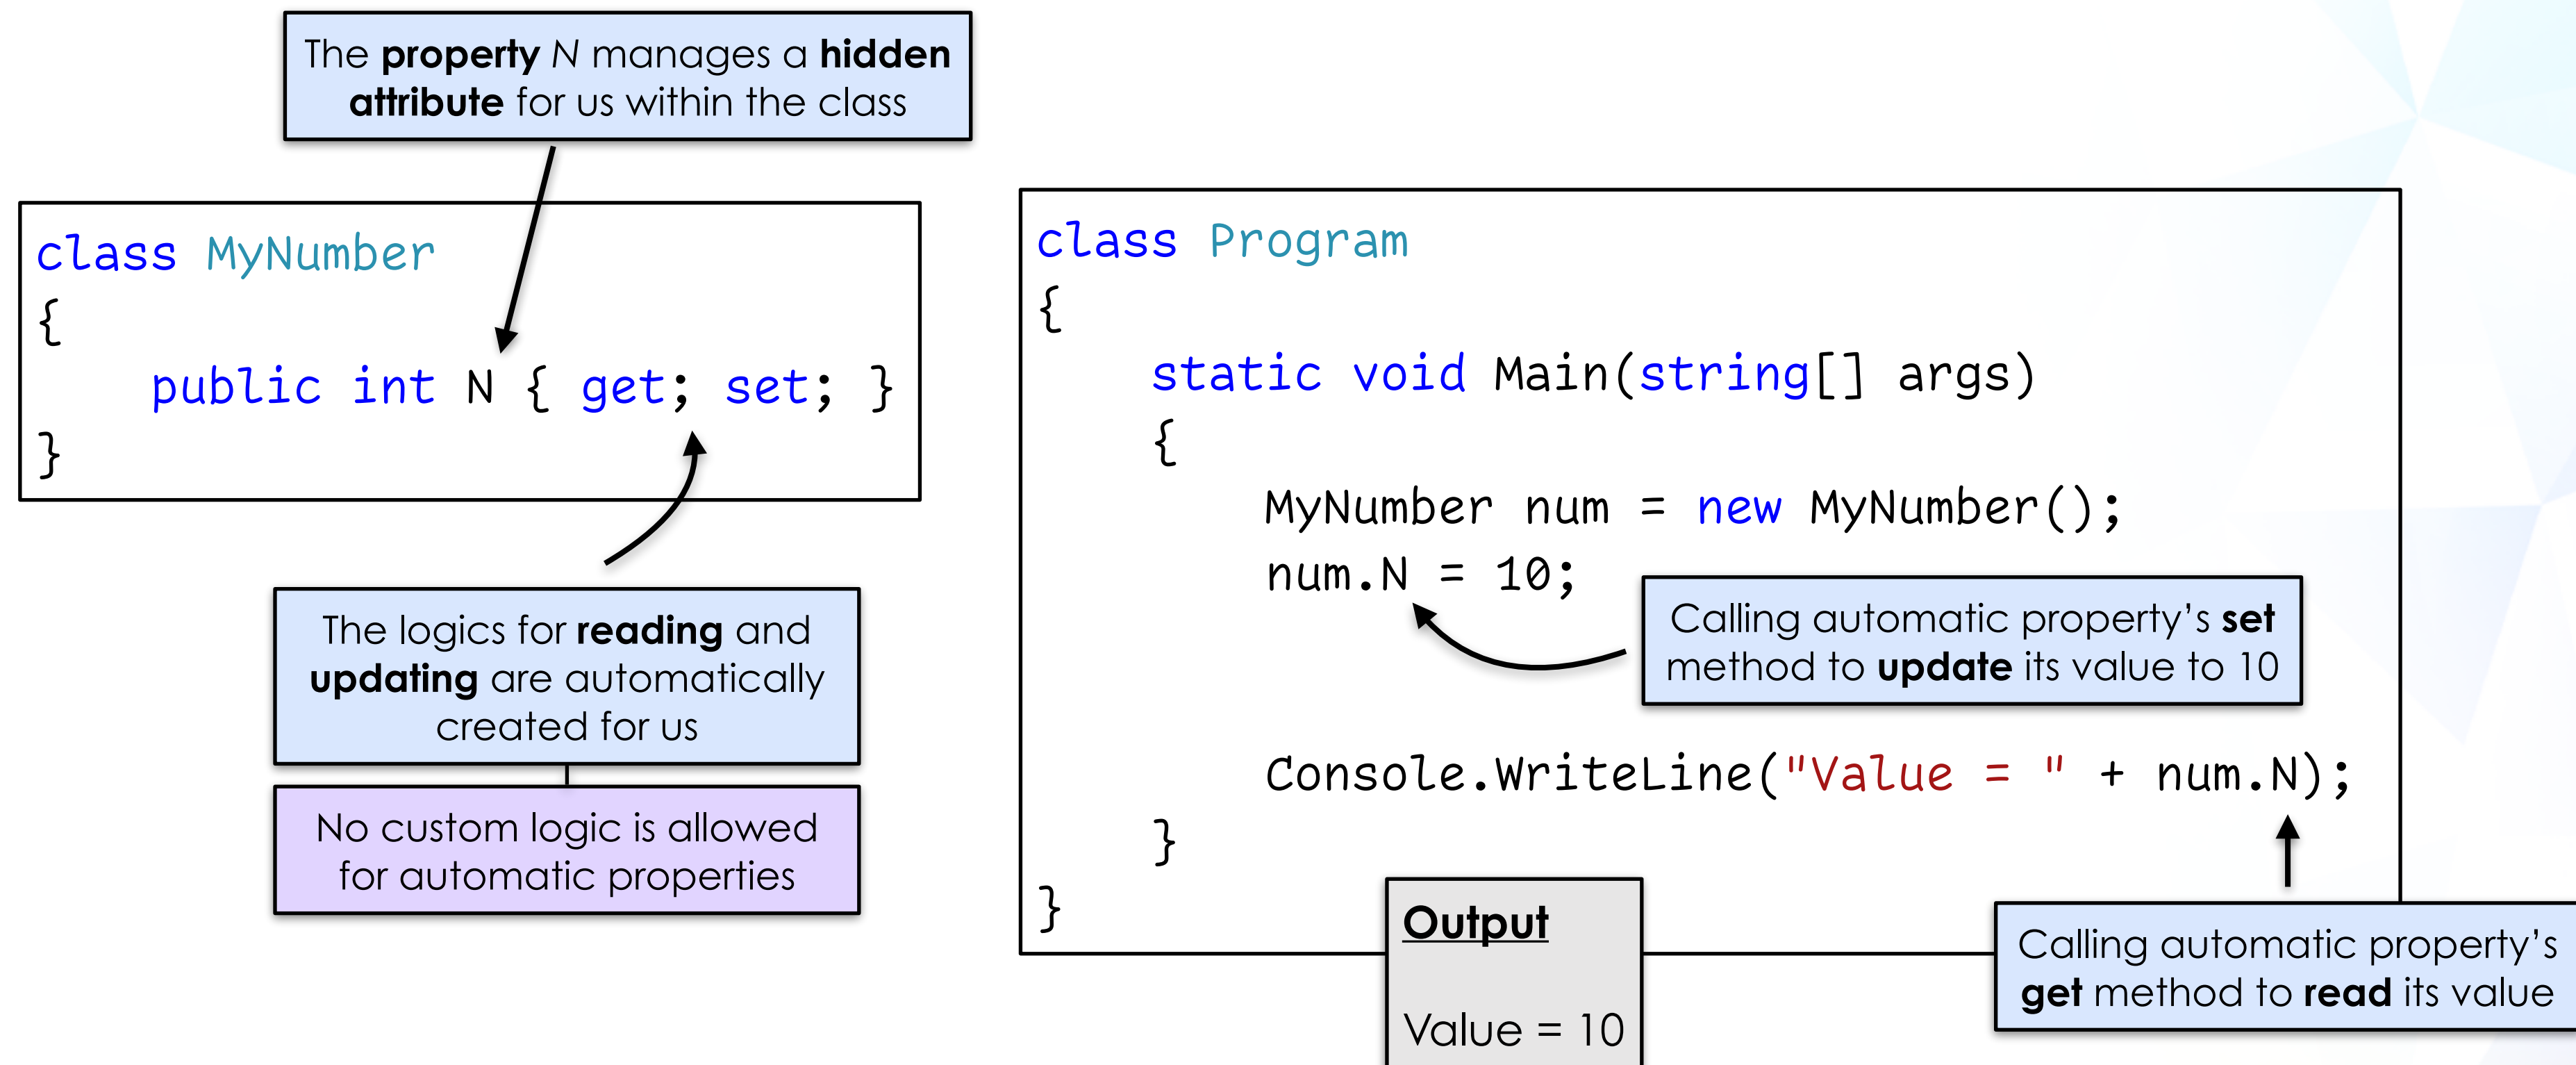 The property N manages a hidden
attribute for us within the class
class MyNumber
{
public int N { get; set; }
}
The logics for reading and
updating are automatically
created for us
No custom logic is allowed
for automatic properties
class Program
{
static void Main(string[] args)
{
MyNumber num = new MyNumber();
num.N = 10;
Calling automatic property’s set
method to update its value to 10
Console.WriteLine("Value = " + num.N);
}
}
Output
Value = 10
Calling automatic property’s
get method to read its value